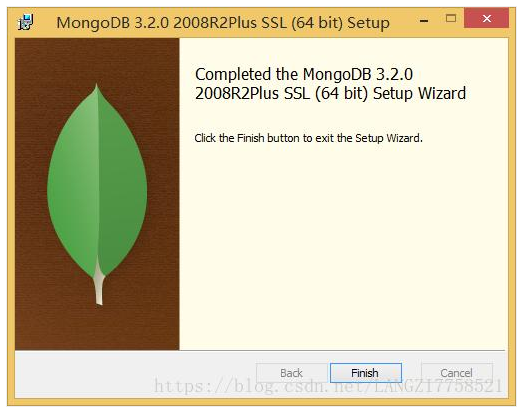 MongoDB 3.2.0 2008R2Plus SSL (64 bit) Setup
Completed the MongoDB 3.2.0
2008R2Plus SSL (64 bit) Setup Wizard
Click the Finish button to exit the Setup Wizard.
Back Finish Cancel
https://blog.csdn.net/LANGZI7758521